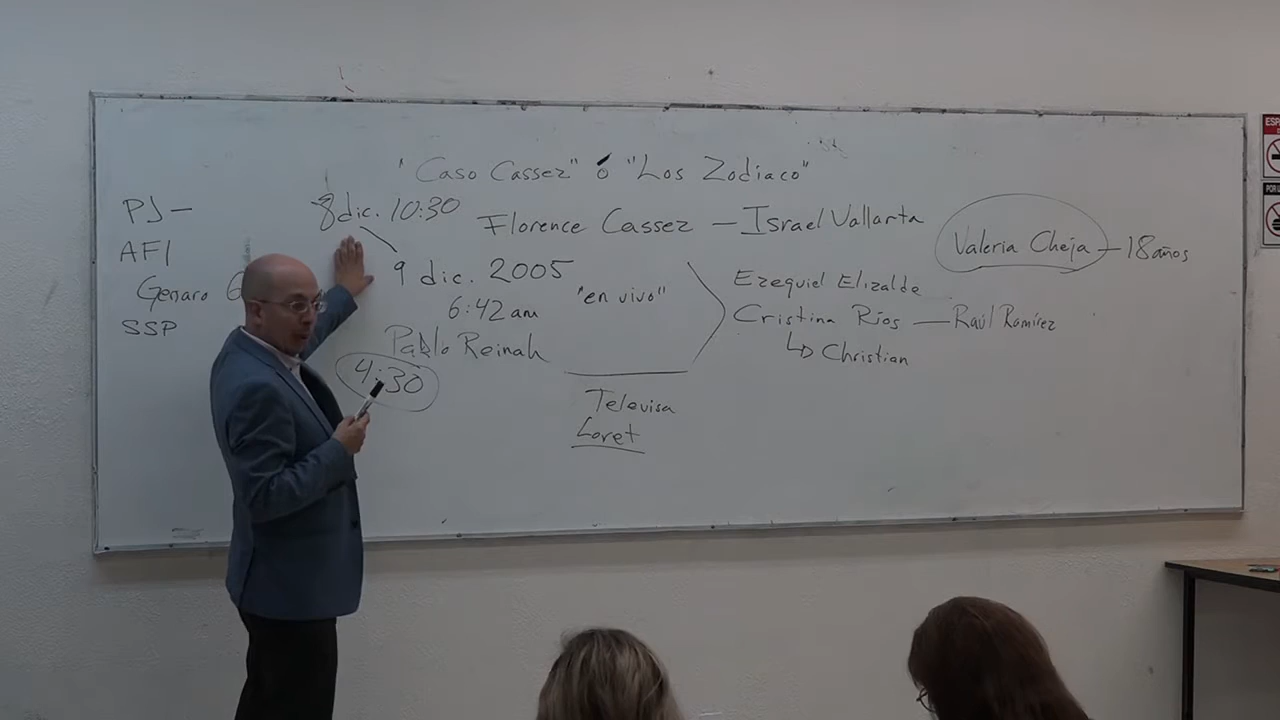 "Caso Cassez" ó "Los Zodiaco"
PJ -
AFI
Genaro G
SSP
8 dic. 10:30
9 dic. 2005
6:42 am
Pablo Reinah
4:30
Florence Cassez - Israel Vallarta
"en vivo"
Ezequiel Elizalde
Cristina Ríos - Raúl Ramírez
↳ Christian
Valeria Cheja - 18 años
Televisa
Loret